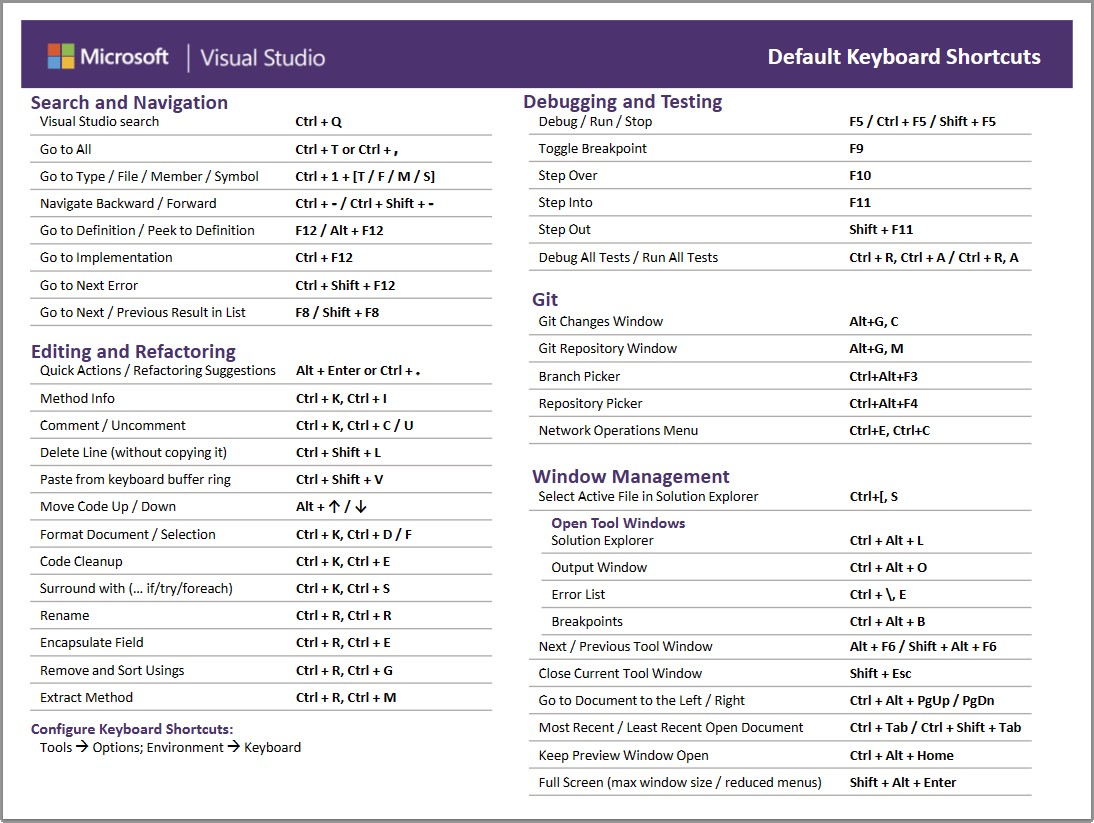 Microsoft | Visual Studio
Default Keyboard Shortcuts
Search and Navigation
Visual Studio search Ctrl + Q
Go to All Ctrl + T or Ctrl + ,
Go to Type / File / Member / Symbol Ctrl + 1 + [T / F / M / S]
Navigate Backward / Forward Ctrl + - / Ctrl + Shift + -
Go to Definition / Peek to Definition F12 / Alt + F12
Go to Implementation Ctrl + F12
Go to Next Error Ctrl + Shift + F12
Go to Next / Previous Result in List F8 / Shift + F8
Editing and Refactoring
Quick Actions / Refactoring Suggestions Alt + Enter or Ctrl + .
Method Info Ctrl + K, Ctrl + I
Comment / Uncomment Ctrl + K, Ctrl + C / U
Delete Line (without copying it) Ctrl + Shift + L
Paste from keyboard buffer ring Ctrl + Shift + V
Move Code Up / Down Alt + ↑ / ↓
Format Document / Selection Ctrl + K, Ctrl + D / F
Code Cleanup Ctrl + K, Ctrl + E
Surround with (... if/try/foreach) Ctrl + K, Ctrl + S
Rename Ctrl + R, Ctrl + R
Encapsulate Field Ctrl + R, Ctrl + E
Remove and Sort Usings Ctrl + R, Ctrl + G
Extract Method Ctrl + R, Ctrl + M
Configure Keyboard Shortcuts:
Tools → Options; Environment → Keyboard
Debugging and Testing
Debug / Run / Stop F5 / Ctrl + F5 / Shift + F5
Toggle Breakpoint F9
Step Over F10
Step Into F11
Step Out Shift + F11
Debug All Tests / Run All Tests Ctrl + R, Ctrl + A / Ctrl + R, A
Git
Git Changes Window Alt+G, C
Git Repository Window Alt+G, M
Branch Picker Ctrl+Alt+F3
Repository Picker Ctrl+Alt+F4
Network Operations Menu Ctrl+E, Ctrl+C
Window Management
Select Active File in Solution Explorer Ctrl+[, S
Open Tool Windows
Solution Explorer Ctrl + Alt + L
Output Window Ctrl + Alt + O
Error List Ctrl + \, E
Breakpoints Ctrl + Alt + B
Next / Previous Tool Window Alt + F6 / Shift + Alt + F6
Close Current Tool Window Shift + Esc
Go to Document to the Left / Right Ctrl + Alt + PgUp / PgDn
Most Recent / Least Recent Open Document Ctrl + Tab / Ctrl + Shift + Tab
Keep Preview Window Open Ctrl + Alt + Home
Full Screen (max window size / reduced menus) Shift + Alt + Enter